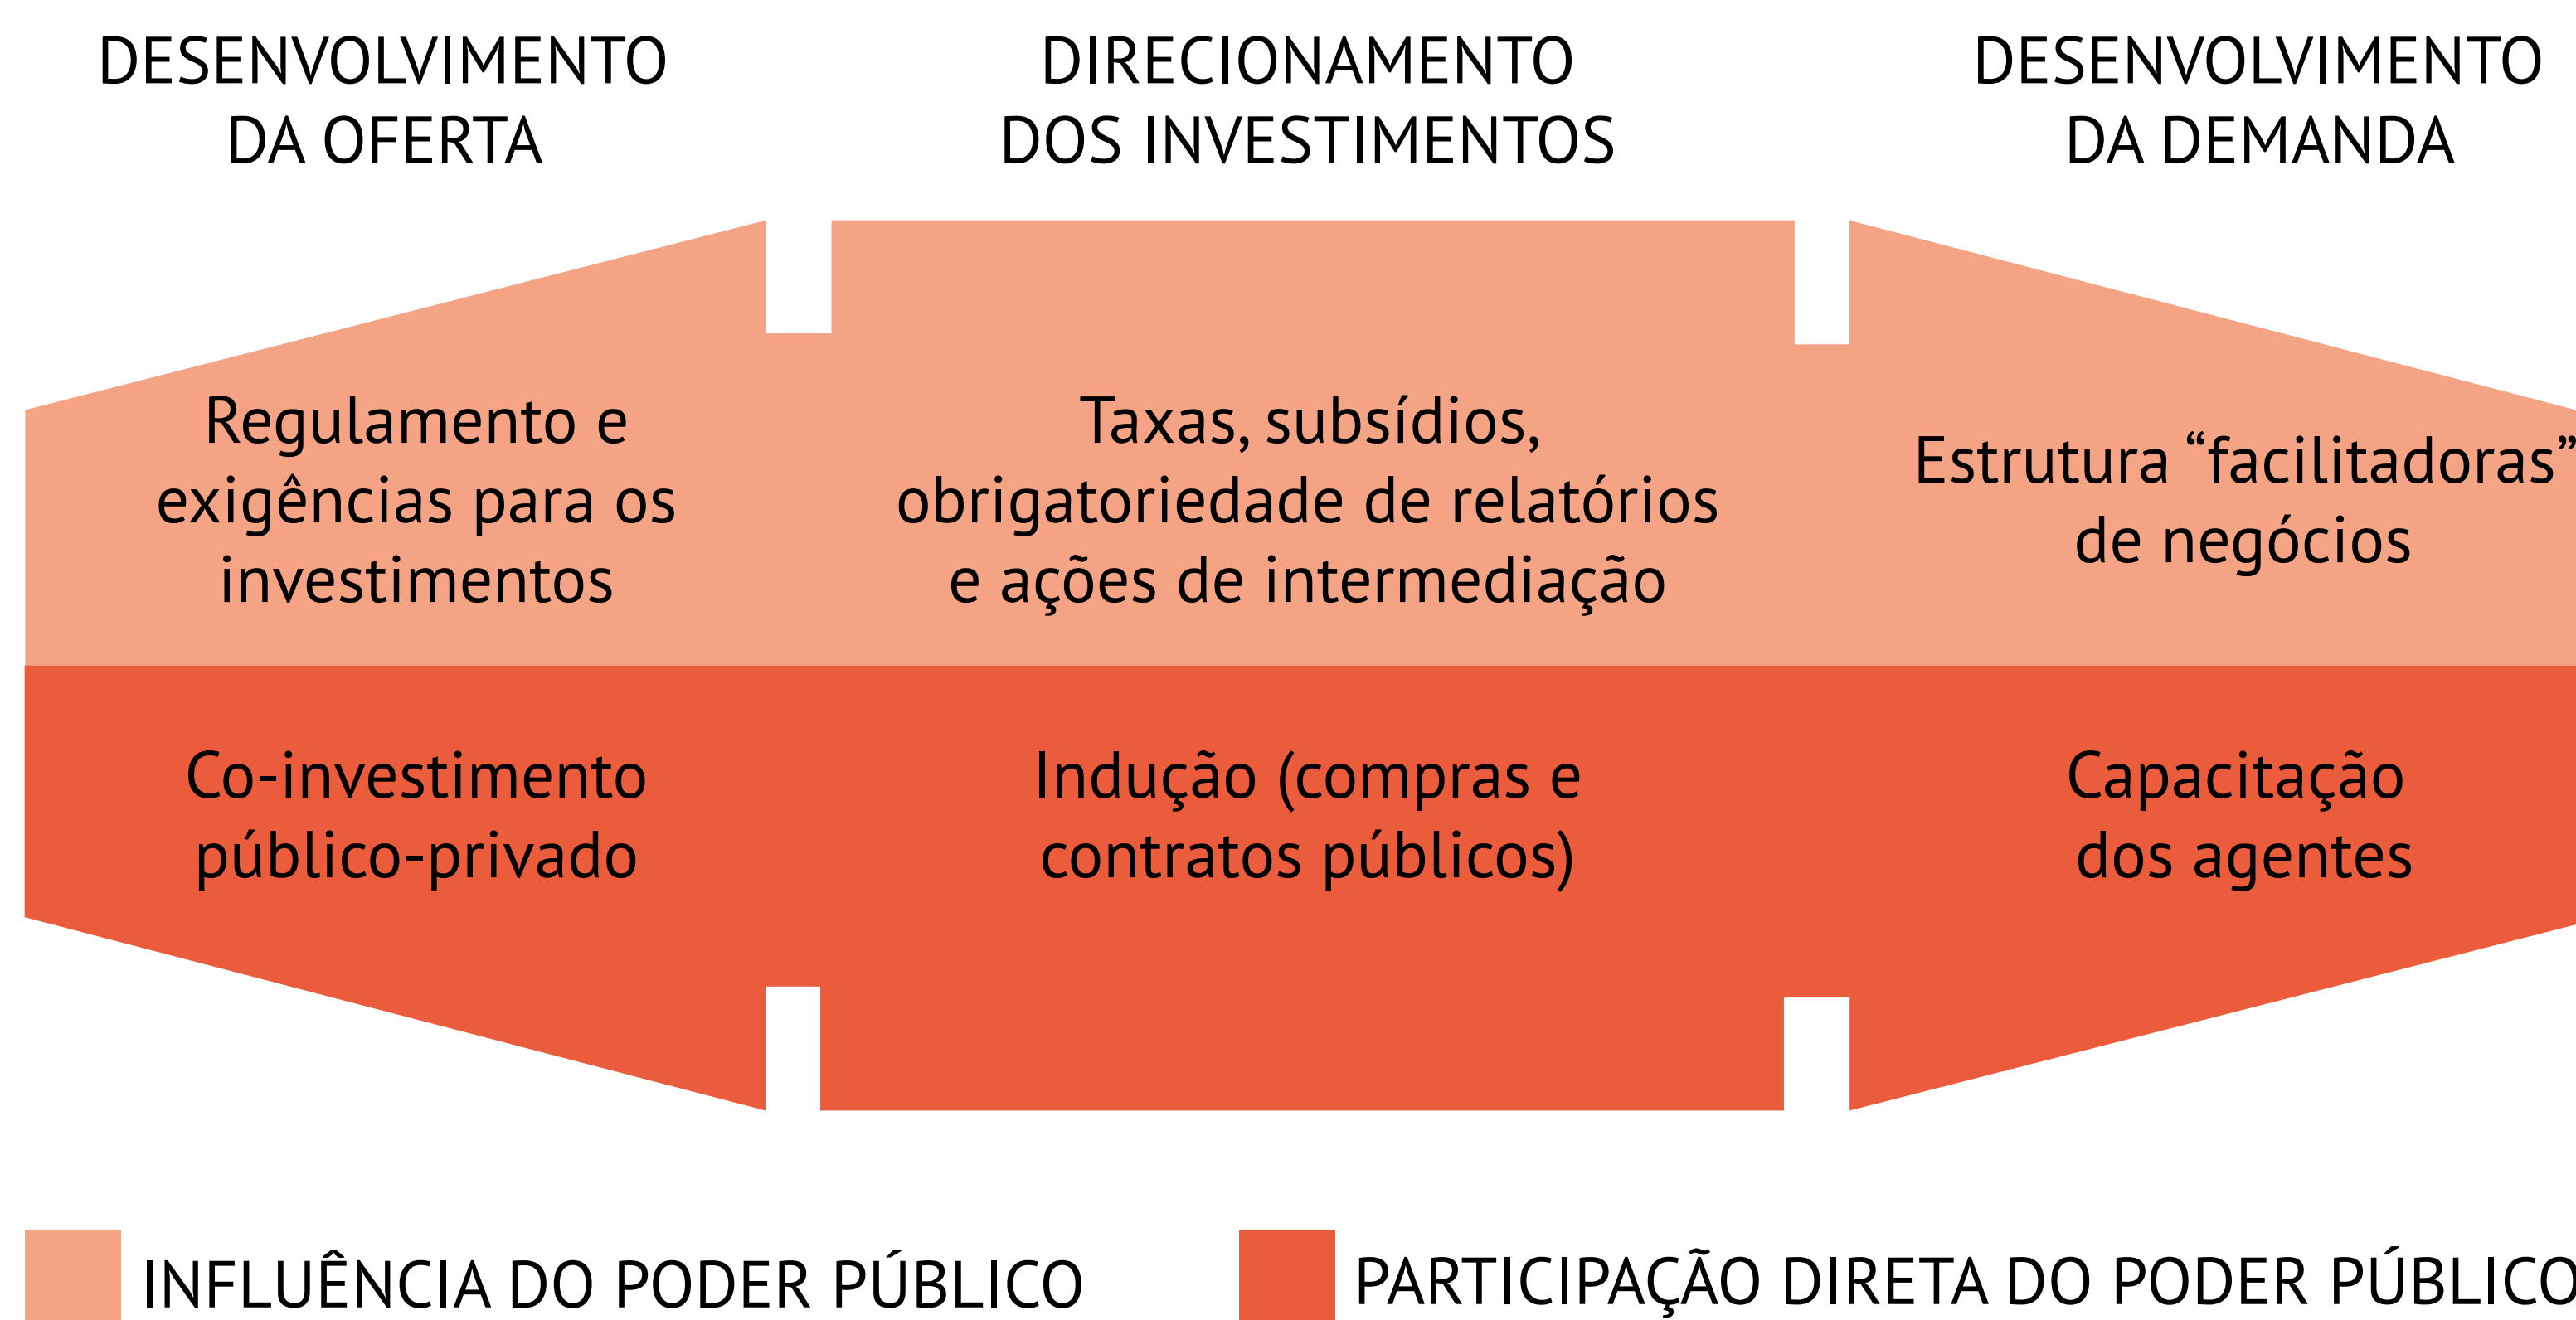 DESENVOLVIMENTO
DA OFERTA
DIRECIONAMENTO
DOS INVESTIMENTOS
DESENVOLVIMENTO
DA DEMANDA
Regulamento e
exigências para os
investimentos
Taxas, subsídios,
obrigatoriedade de relatórios
e ações de intermediação
Estrutura “facilitadoras”
de negócios
Co-investimento
público-privado
Indução (compras e
contratos públicos)
Capacitação
dos agentes
INFLUÊNCIA DO PODER PÚBLICO
PARTICIPAÇÃO DIRETA DO PODER PÚBLICO